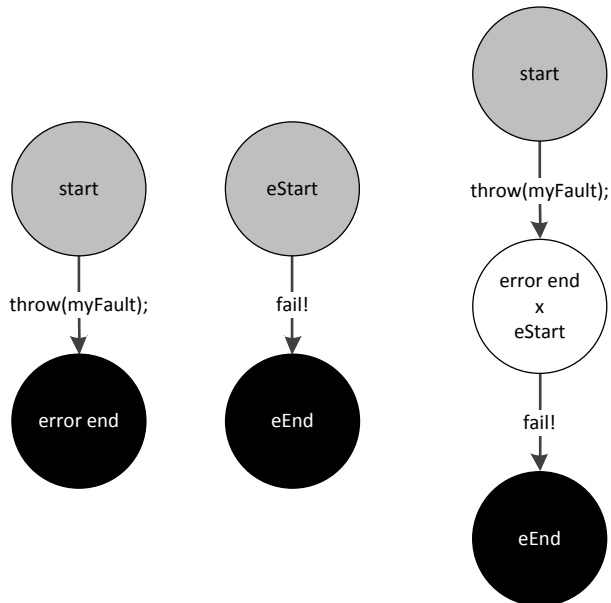 start
throw(myFault);
error end
eStart
fail!
eEnd
start
throw(myFault);
error end
x
eStart
fail!
eEnd